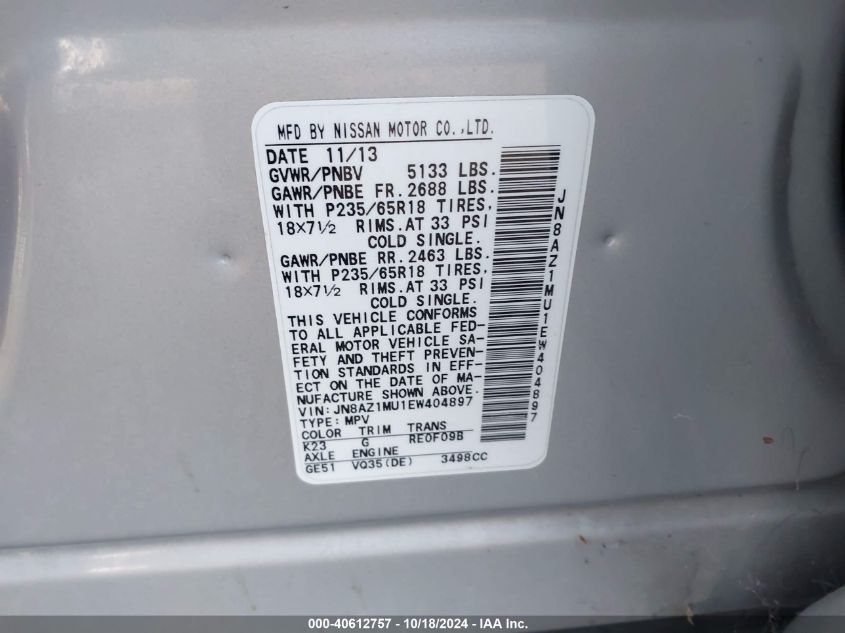 MFD BY NISSAN MOTOR CO.,LTD.
DATE 11/13
GVWR/PNBV 5133 LBS.
GAWR/PNBE FR. 2688 LBS.
WITH P235/65R18 TIRES,
18X7½ RIMS.AT 33 PSI
COLD SINGLE.
GAWR/PNBE RR. 2463 LBS.
WITH P235/65R18 TIRES,
18X7½ RIMS.AT 33 PSI
COLD SINGLE.
THIS VEHICLE CONFORMS
TO ALL APPLICABLE FED-
ERAL MOTOR VEHICLE SA-
FETY AND THEFT PREVEN-
TION STANDARDS IN EFF-
ECT ON THE DATE OF MA-
NUFACTURE SHOWN ABOVE.
VIN: JN8AZ1MU1EW404897
TYPE: MPV
COLOR TRIM TRANS
K23 G RE0F09B
AXLE ENGINE
GE51 VQ35(DE) 3498CC
JN8AZ1MU1EW404897
000-40612757 - 10/18/2024 - IAA Inc.